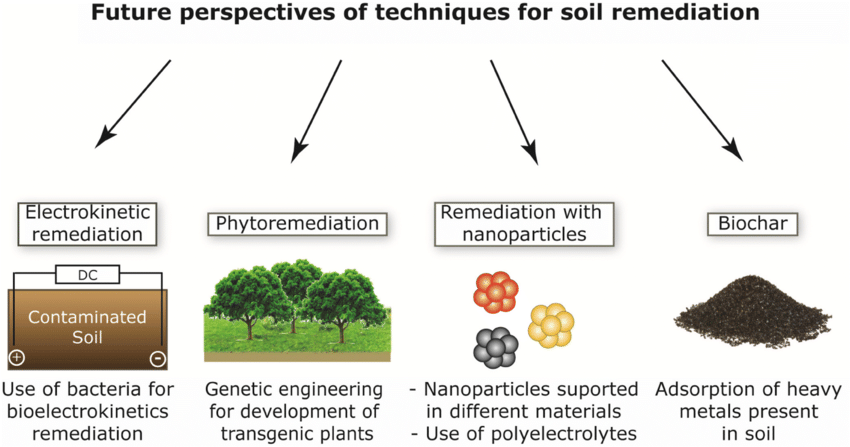 Future perspectives of techniques for soil remediation
Electrokinetic
remediation
DC
Contaminated
Soil
+
−
Use of bacteria for
bioelectrokinetics
remediation
Phytoremediation
Genetic engineering
for development of
transgenic plants
Remediation with
nanoparticles
- Nanoparticles suported
in different materials
- Use of polyelectrolytes
Biochar
Adsorption of heavy
metals present
in soil